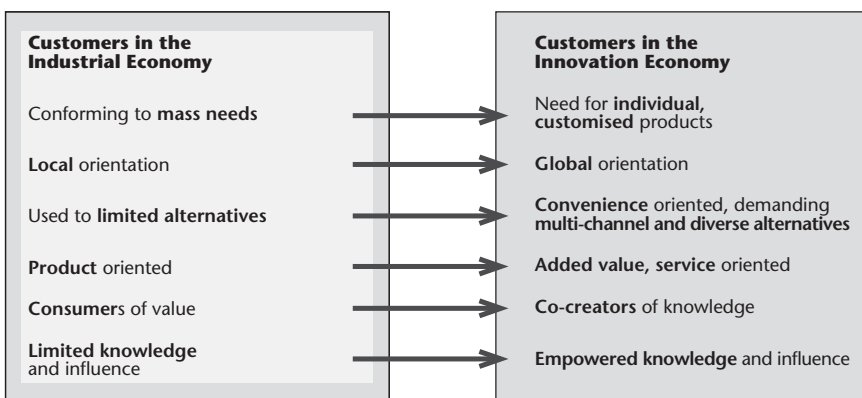 Customers in the
Industrial Economy
Conforming to mass needs
Local orientation
Used to limited alternatives
Product oriented
Consumers of value
Limited knowledge
and influence
Customers in the
Innovation Economy
Need for individual,
customised products
Global orientation
Convenience oriented, demanding
multi-channel and diverse alternatives
Added value, service oriented
Co-creators of knowledge
Empowered knowledge and influence